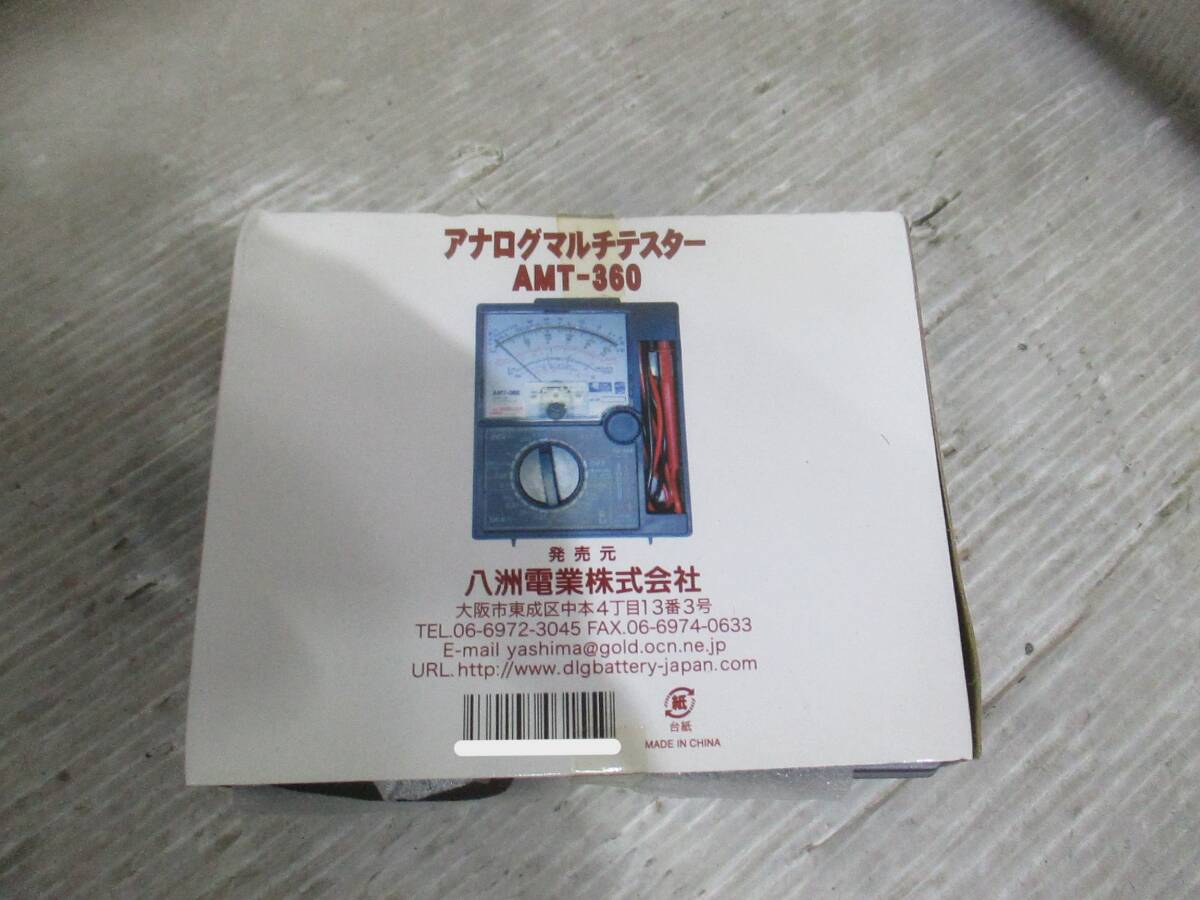 アナログマルチテスター
AMT-360
AMT-360
発売元
八洲電業株式会社
大阪市東成区中本4丁目13番3号
TEL.06-6972-3045 FAX.06-6974-0633
E-mail yashima@gold.ocn.ne.jp
URL.http://www.dlgbattery-japan.com
紙
台紙
MADE IN CHINA